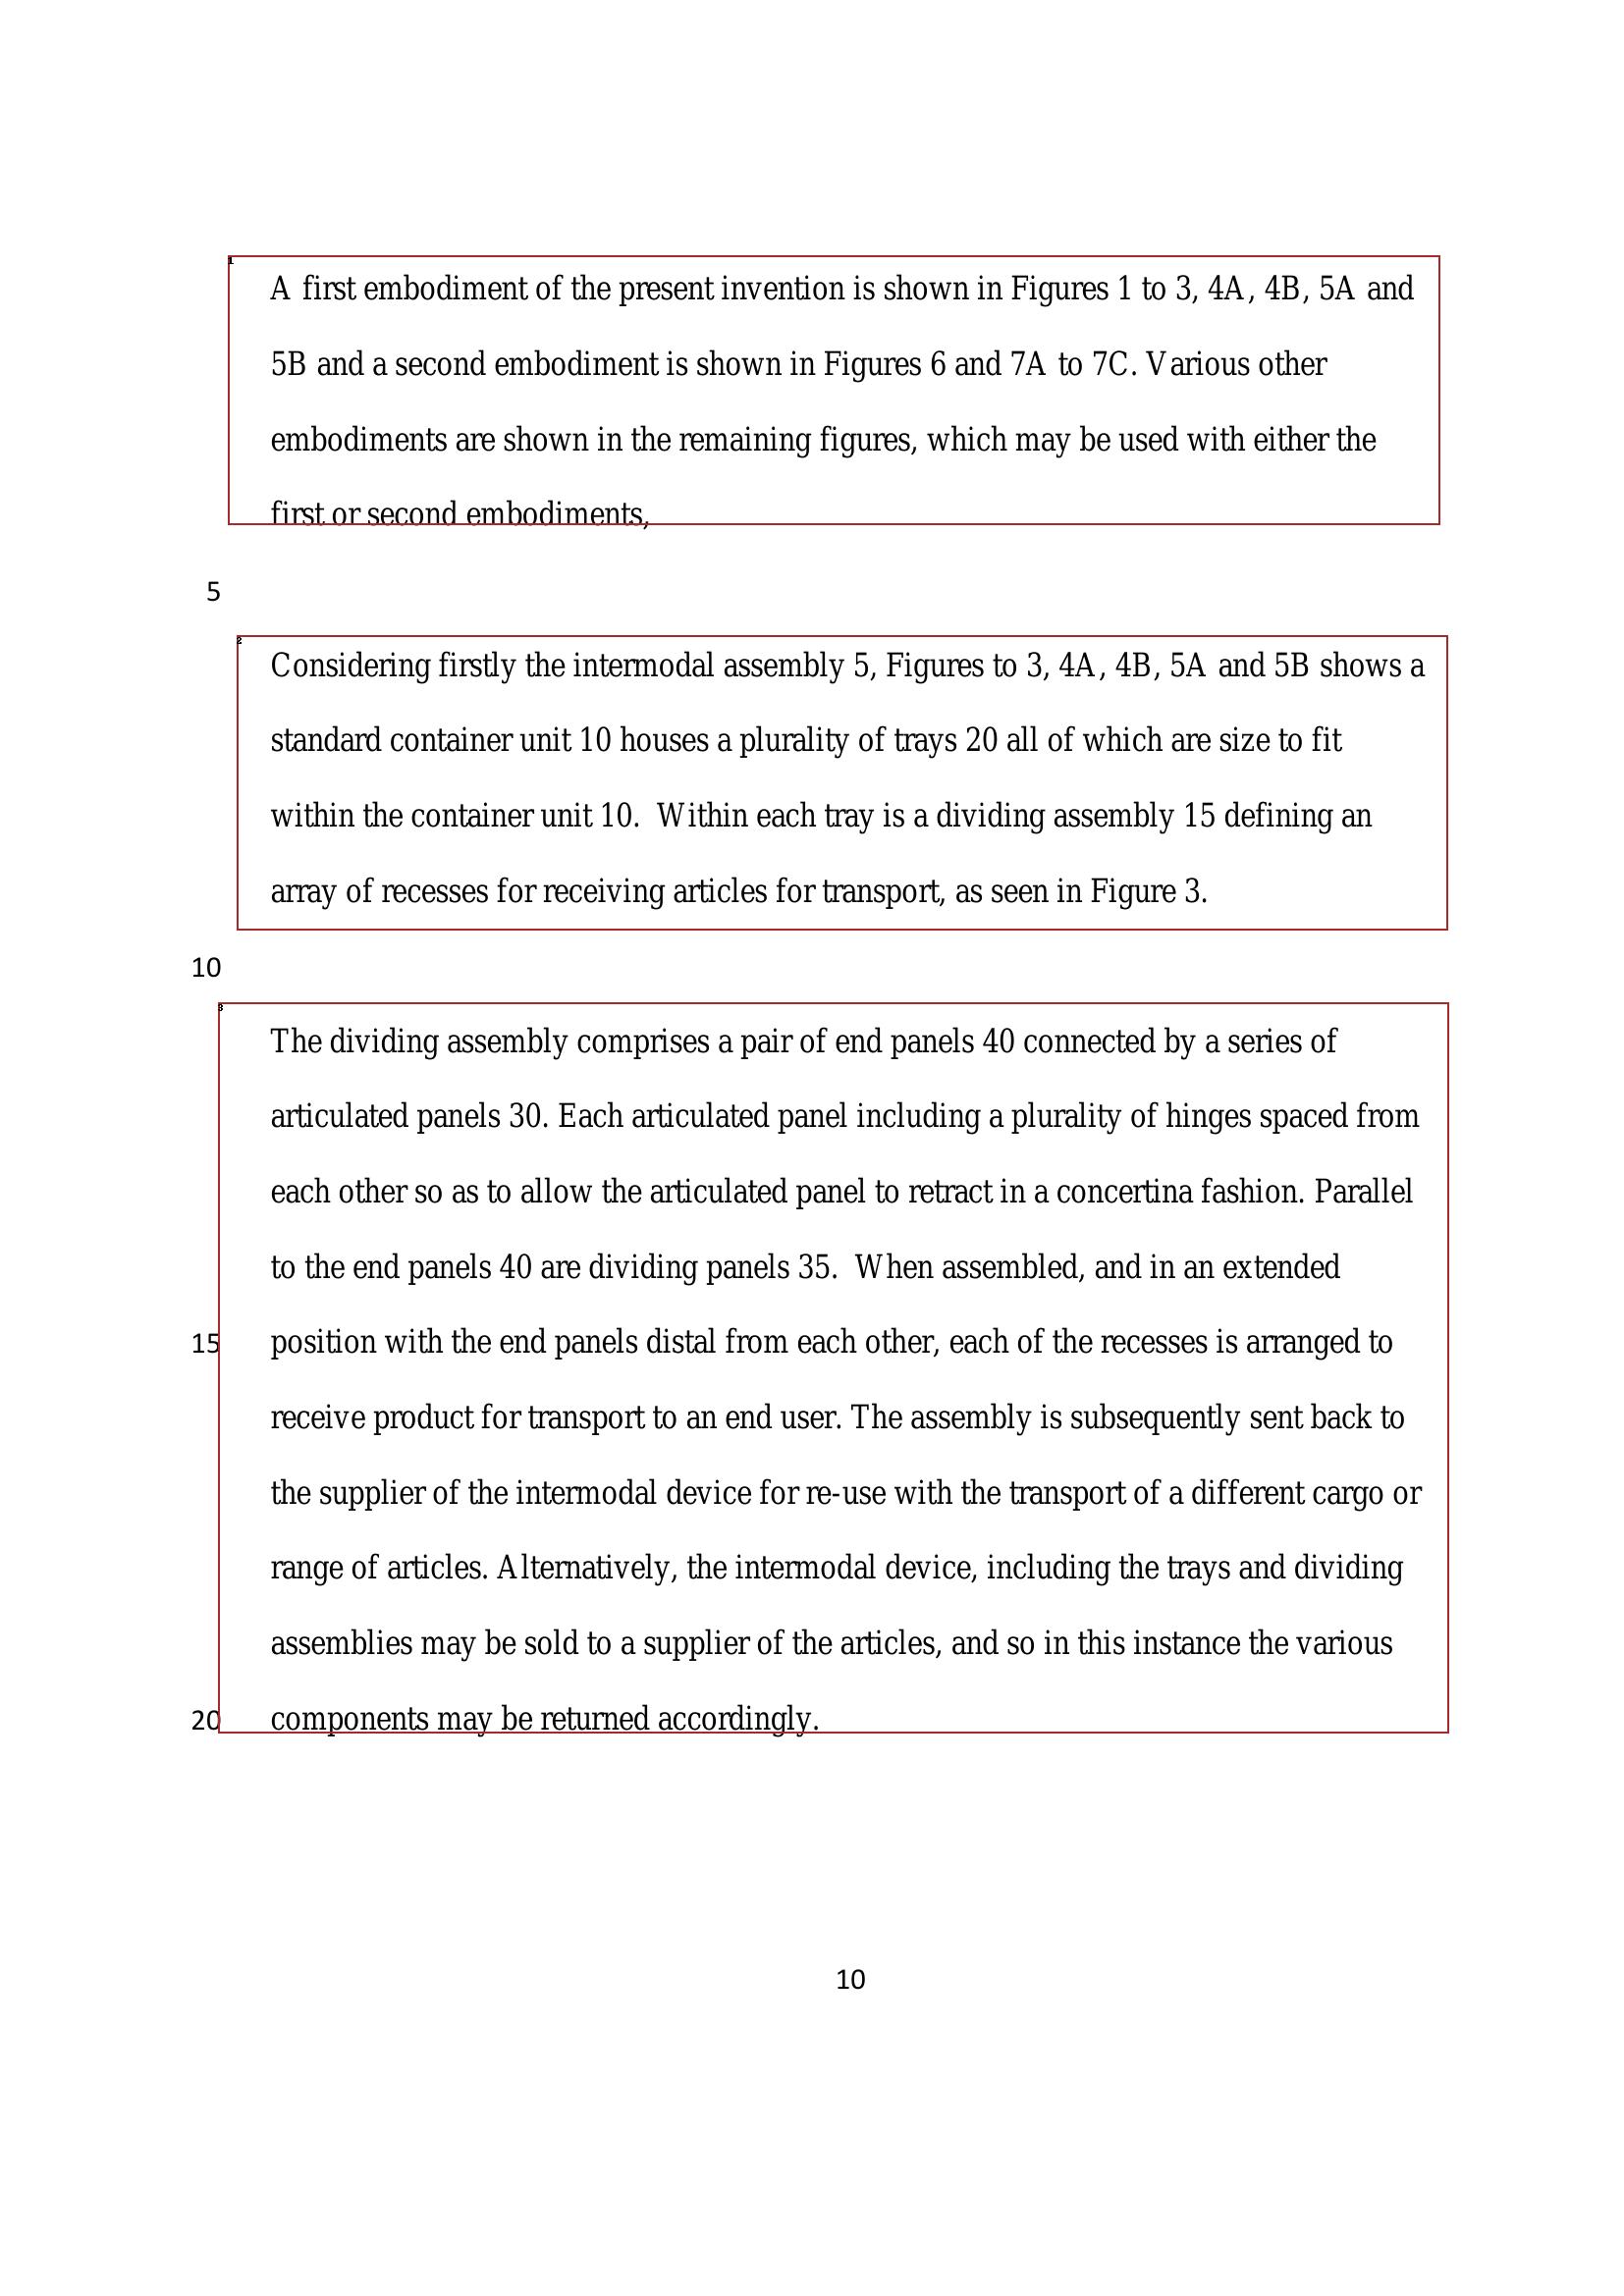 1
A first embodiment of the present invention is shown in Figures 1 to 3, 4A, 4B, 5A and
5B and a second embodiment is shown in Figures 6 and 7A to 7C. Various other
embodiments are shown in the remaining figures, which may be used with either the
first or second embodiments,
5
2
Considering firstly the intermodal assembly 5, Figures to 3, 4A, 4B, 5A and 5B shows a
standard container unit 10 houses a plurality of trays 20 all of which are size to fit
within the container unit 10.  Within each tray is a dividing assembly 15 defining an
array of recesses for receiving articles for transport, as seen in Figure 3.
10
3
The dividing assembly comprises a pair of end panels 40 connected by a series of
articulated panels 30. Each articulated panel including a plurality of hinges spaced from
each other so as to allow the articulated panel to retract in a concertina fashion. Parallel
to the end panels 40 are dividing panels 35.  When assembled, and in an extended
15 position with the end panels distal from each other, each of the recesses is arranged to
receive product for transport to an end user. The assembly is subsequently sent back to
the supplier of the intermodal device for re-use with the transport of a different cargo or
range of articles. Alternatively, the intermodal device, including the trays and dividing
assemblies may be sold to a supplier of the articles, and so in this instance the various
20 components may be returned accordingly.
10